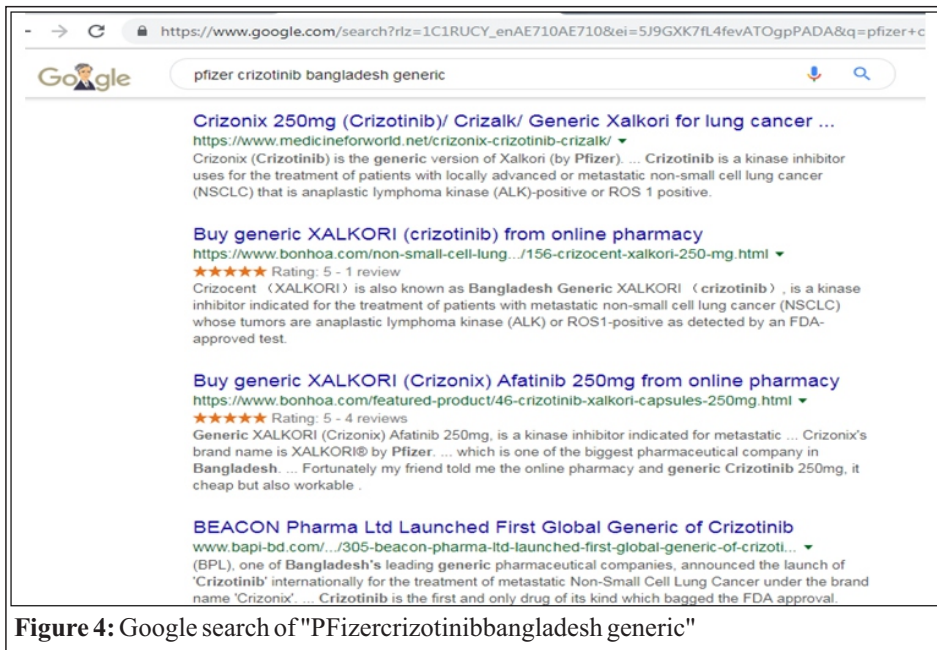 https://www.google.com/search?rlz=1C1RUCY_enAE710AE710&ei=5J9GXK7fL4fevATOgpPADA&q=pfizer+c
Google
pfizer crizotinib bangladesh generic
Crizonix 250mg (Crizotinib)/ Crizalk/ Generic Xalkori for lung cancer ...
https://www.medicineforworld.net/crizonix-crizotinib-crizalk/
Crizonix (Crizotinib) is the generic version of Xalkori (by Pfizer). ... Crizotinib is a kinase inhibitor
uses for the treatment of patients with locally advanced or metastatic non-small cell lung cancer
(NSCLC) that is anaplastic lymphoma kinase (ALK)-positive or ROS 1 positive.
Buy generic XALKORI (crizotinib) from online pharmacy
https://www.bonhoa.com/non-small-cell-lung.../156-crizocent-xalkori-250-mg.html
Rating: 5 - 1 review
Crizocent （XALKORI）is also known as Bangladesh Generic XALKORI （crizotinib）, is a kinase
inhibitor indicated for the treatment of patients with metastatic non-small cell lung cancer (NSCLC)
whose tumors are anaplastic lymphoma kinase (ALK) or ROS1-positive as detected by an FDA-
approved test.
Buy generic XALKORI (Crizonix) Afatinib 250mg from online pharmacy
https://www.bonhoa.com/featured-product/46-crizotinib-xalkori-capsules-250mg.html
Rating: 5 - 4 reviews
Generic XALKORI (Crizonix) Afatinib 250mg, is a kinase inhibitor indicated for metastatic ... Crizonix's
brand name is XALKORI® by Pfizer. ... which is one of the biggest pharmaceutical company in
Bangladesh. ... Fortunately my friend told me the online pharmacy and generic Crizotinib 250mg, it
cheap but also workable .
BEACON Pharma Ltd Launched First Global Generic of Crizotinib
www.bapi-bd.com/.../305-beacon-pharma-ltd-launched-first-global-generic-of-crizoti...
(BPL), one of Bangladesh's leading generic pharmaceutical companies, announced the launch of
'Crizotinib' internationally for the treatment of metastatic Non-Small Cell Lung Cancer under the brand
name 'Crizonix'. ... Crizotinib is the first and only drug of its kind which bagged the FDA approval.
Figure 4: Google search of "PFizercrizotinibbangladesh generic"